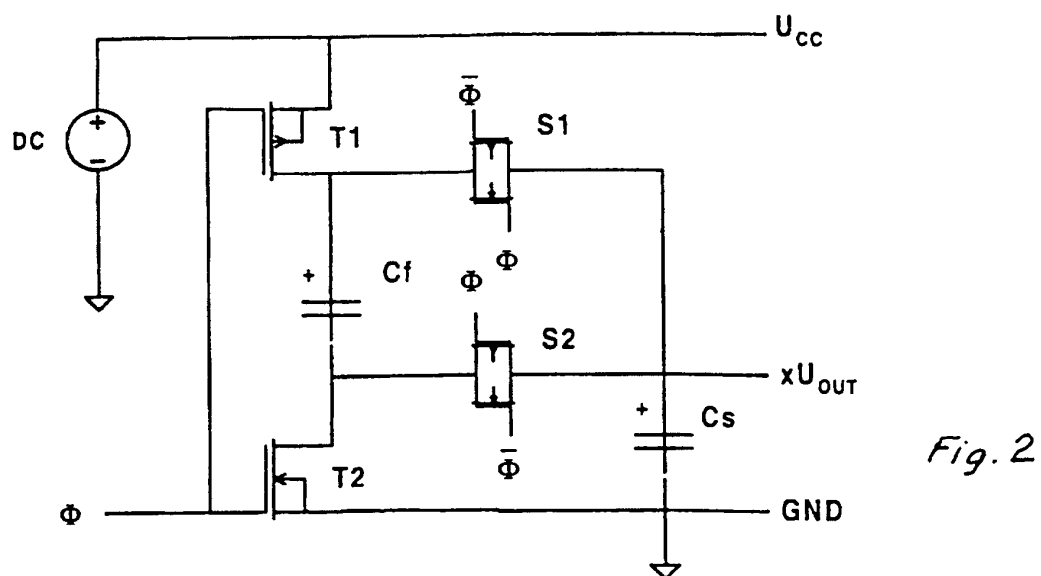 U_CC
Φ̄
S1
DC
+
−
T1
Φ
+
Cf
Φ
S2
xU_OUT
+
Cs
Φ̄
T2
Φ
GND
Fig. 2